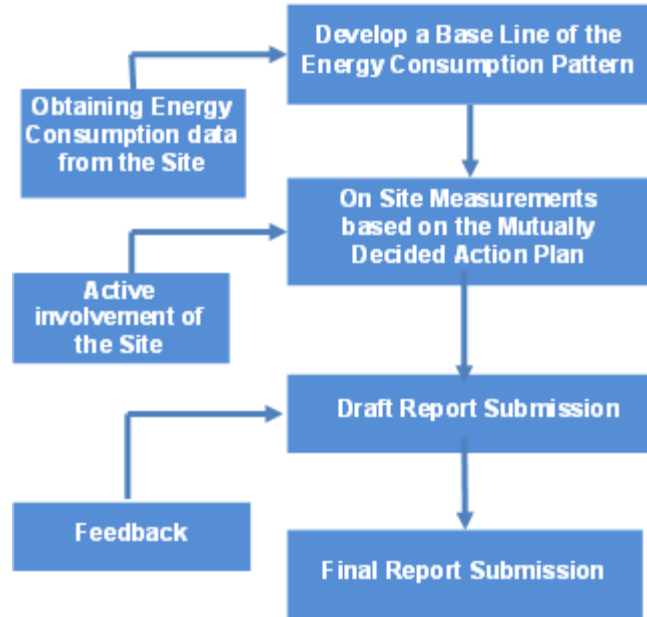 Develop a Base Line of the
Energy Consumption Pattern
Obtaining Energy
Consumption data
from the Site
On Site Measurements
based on the Mutually
Decided Action Plan
Active
involvement of
the Site
Draft Report Submission
Feedback
Final Report Submission